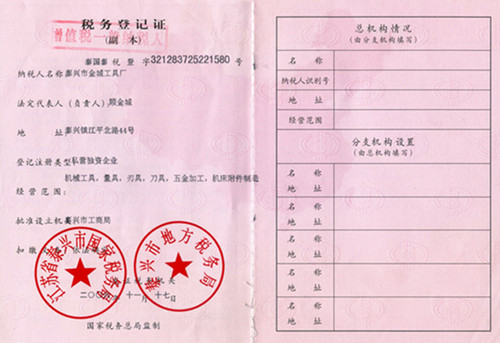 税务登记证
(副 本)
增值税一般纳税人
泰国泰 税 登 字321283725221580 号
纳税人名称 泰兴市金城工具厂
法定代表人（负责人）顾金城
地 址 泰兴镇江平北路44号
登记注册类型 私营独资企业
机械工具，量具，刃具，刀具，五金加工，机床附件制造
经营范围：
批准设立机关 泰兴市工商局
扣缴
江苏省泰兴市国家税务局
泰兴市地方税务局
十一月 十七日
国家税务总局监制
总机构情况
(由分支机构填写)
名 称
纳税人识别号
地 址
经营范围
分支机构设置
(由总机构填写)
名 称
地 址
名 称
地 址
名 称
地 址
名 称
地 址
名 称
地 址